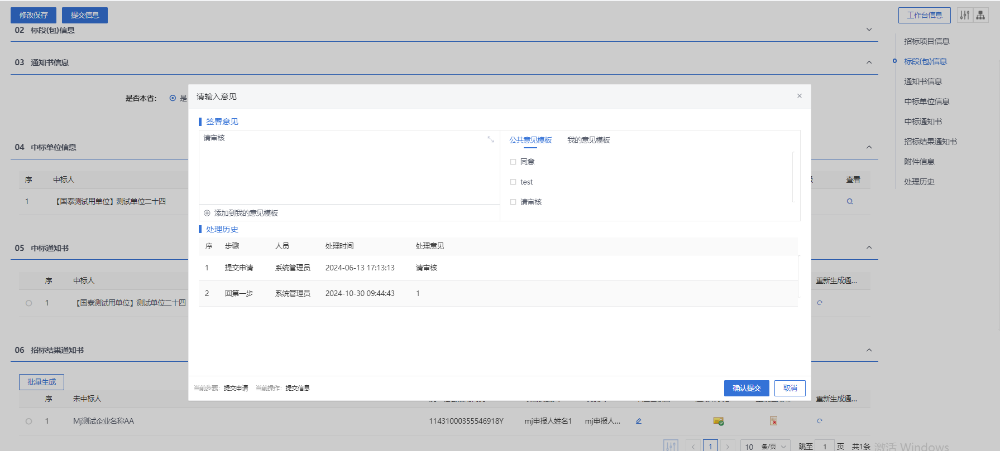 修改保存 提交信息 工作台信息
02 标段(包)信息
招标项目信息
03 通知书信息
标段(包)信息
通知书信息
中标单位信息
中标通知书
招标结果通知书
附件信息
处理历史
是否本省： 是
请输入意见 ×
签署意见
请审核
公共意见模板 我的意见模板
同意
test
请审核
添加到我的意见模板
处理历史
序 步骤 人员 处理时间 处理意见
1 提交申请 系统管理员 2024-06-13 17:13:13 请审核
2 回第一步 系统管理员 2024-10-30 09:44:43 1
当前步骤： 提交申请 当前操作： 提交信息
确认提交 取消
04 中标单位信息
序 中标人 查看
1 【国泰测试用单位】测试单位二十四
05 中标通知书
序 中标人 重新生成通...
1 【国泰测试用单位】测试单位二十四
06 招标结果通知书
批量生成
序 未中标人 重新生成通...
1 Mj测试企业名称AA 11431000355546918Y mj申报人姓名1 mj申报人...
1 10 条/页 跳至 1 页 共1条
激活 Windows